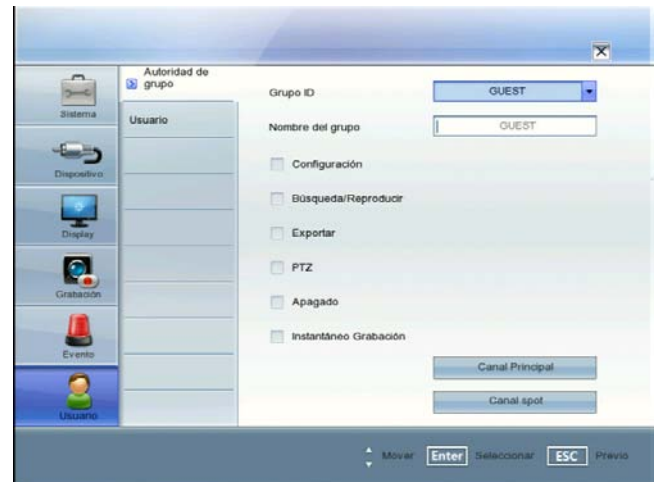 Sistema
Dispositivo
Display
Grabación
Evento
Usuario
Autoridad de
grupo
Usuario
Grupo ID
GUEST
Nombre del grupo
GUEST
Configuración
Búsqueda/Reproducir
Exportar
PTZ
Apagado
Instantáneo Grabación
Canal Principal
Canal spot
Mover
Enter
Seleccionar
ESC
Previo